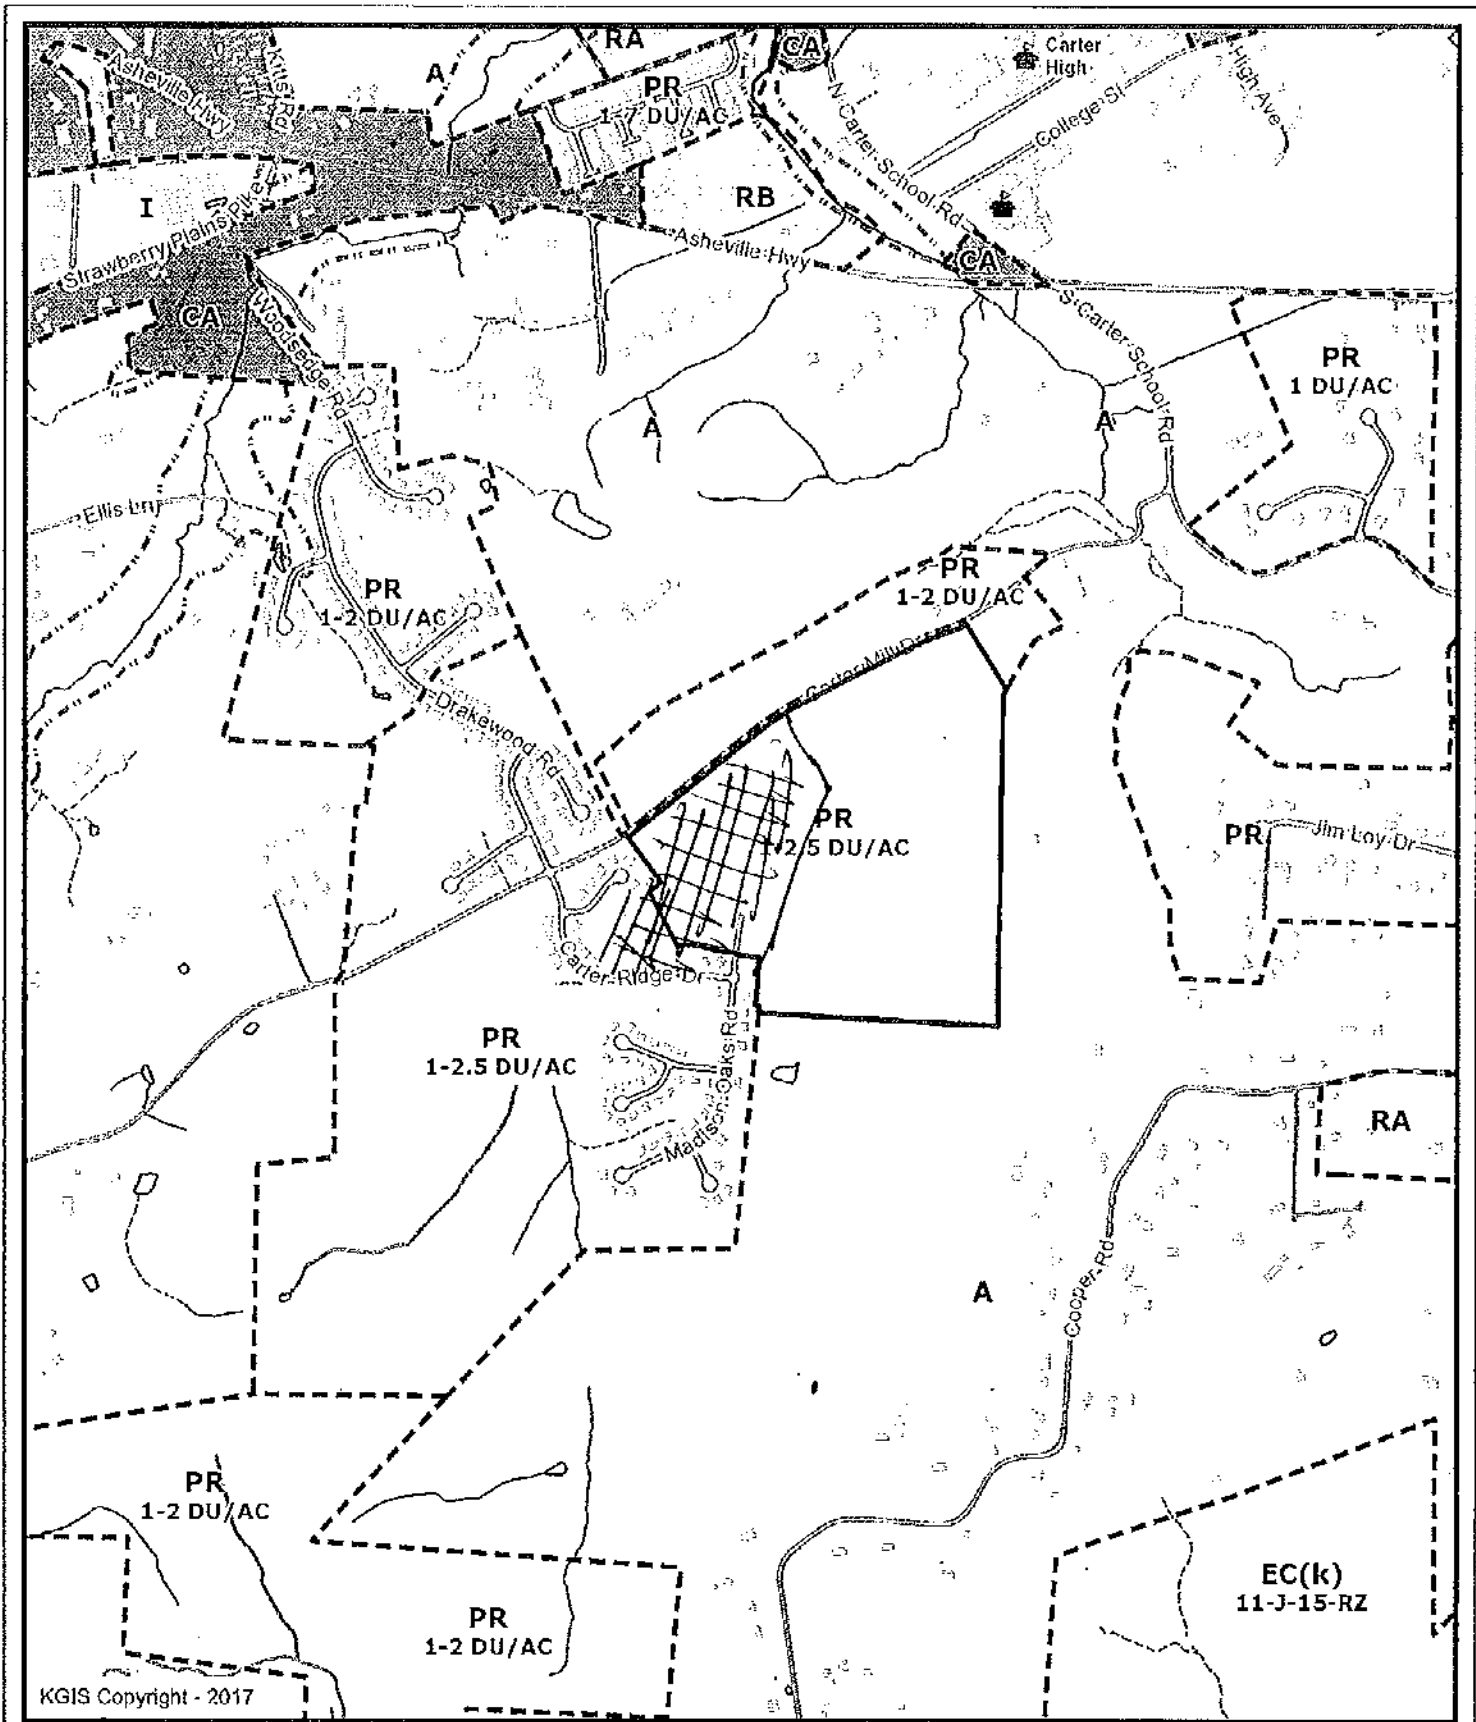 RA
CA
Carter
High
Asheville Hwy
A
PR
1-7 DU/AC
N Carter School Rd
College St
High Ave
I
RB
Strawberry Plains Pike
Asheville Hwy
CA
CA
Woodsedge Rd
S Carter School Rd
PR
1 DU/AC
A
A
Ellis Ln
PR
1-2 DU/AC
PR
1-2 DU/AC
Carter Mill Dr
Drakewood Rd
PR
2.5 DU/AC
PR
Jim Loy Dr
Carter Ridge Dr
PR
1-2.5 DU/AC
Madison Oaks Rd
RA
A
Cooper Rd
PR
1-2 DU/AC
EC(k)
11-J-15-RZ
PR
1-2 DU/AC
KGIS Copyright - 2017